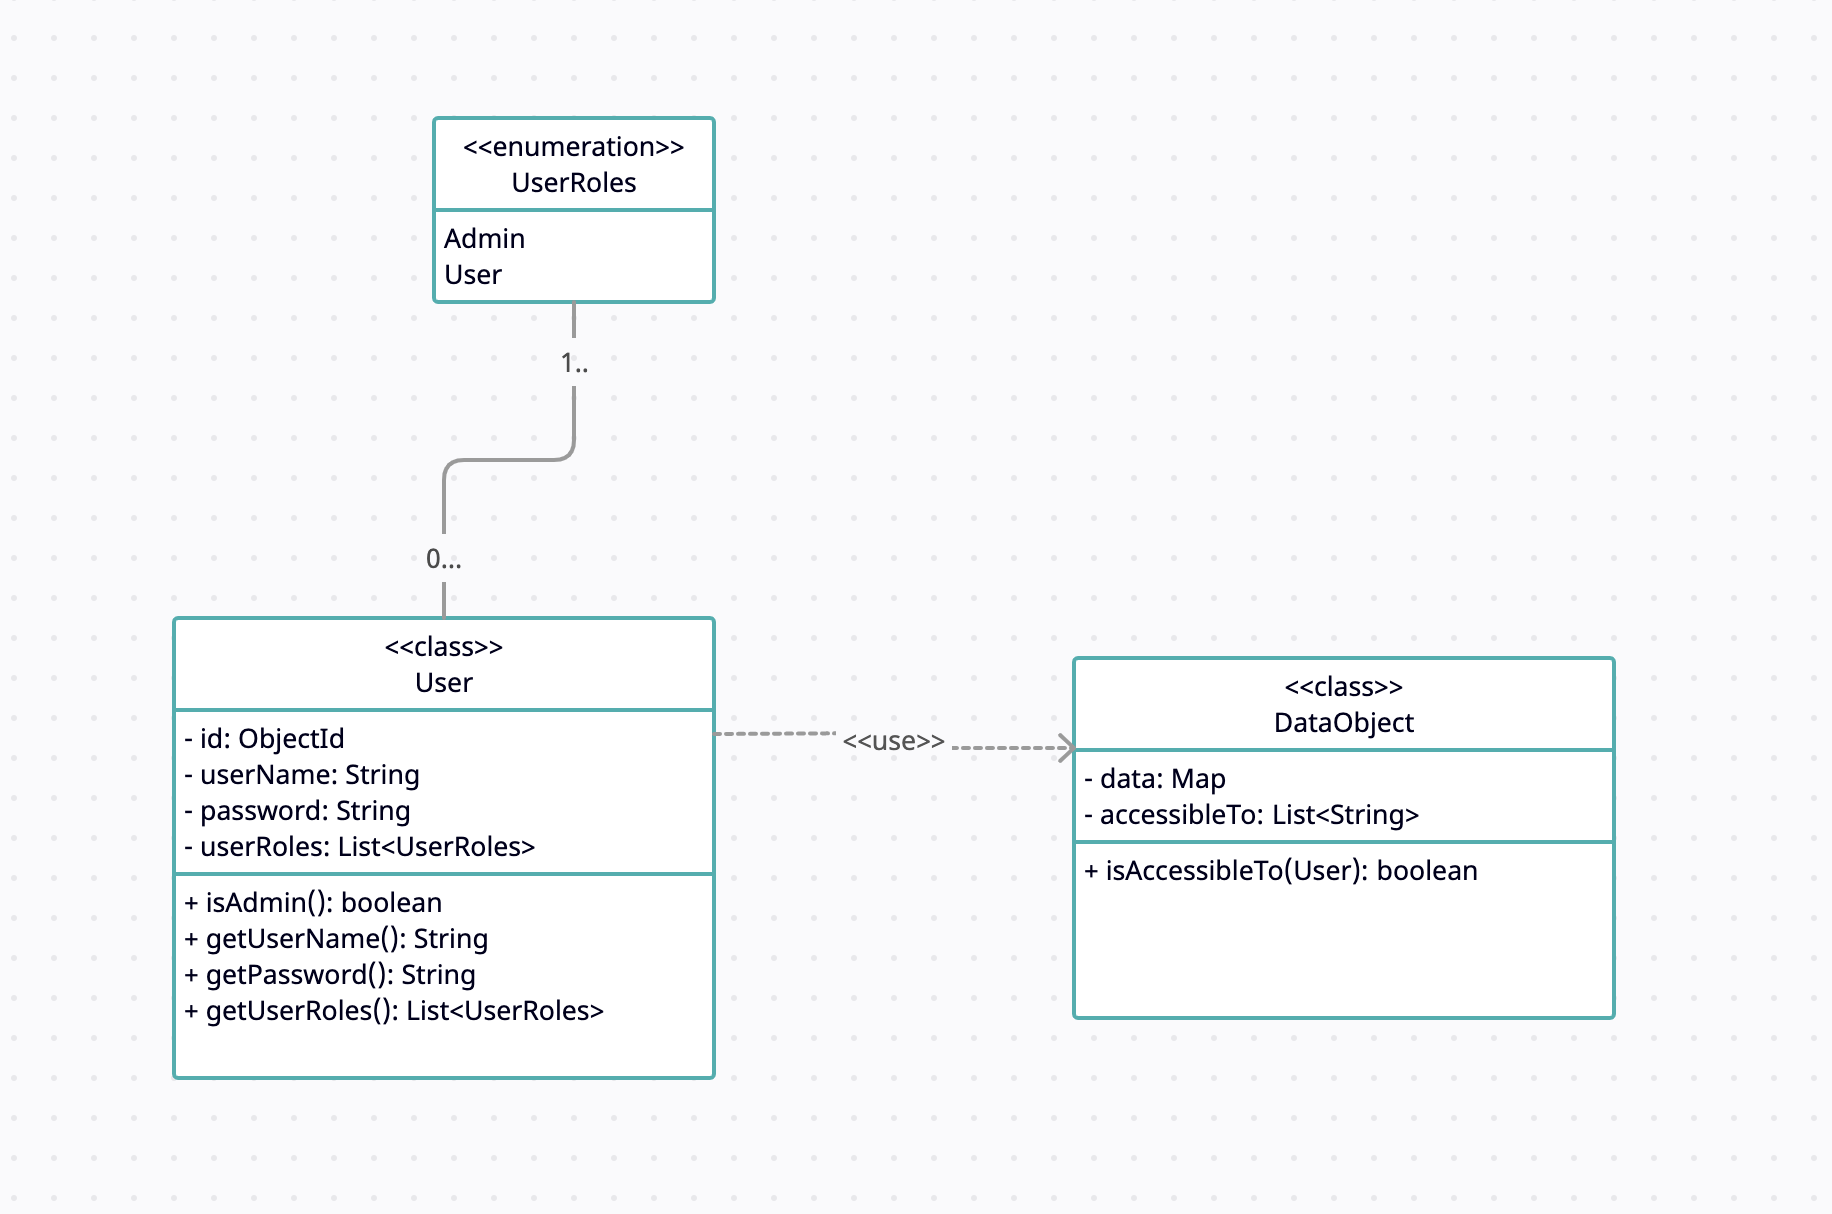 <<enumeration>>
UserRoles
Admin
User
1..
0...
<<class>>
User
- id: ObjectId
- userName: String
- password: String
- userRoles: List<UserRoles>
+ isAdmin(): boolean
+ getUserName(): String
+ getPassword(): String
+ getUserRoles(): List<UserRoles>
<<use>>
<<class>>
DataObject
- data: Map
- accessibleTo: List<String>
+ isAccessibleTo(User): boolean